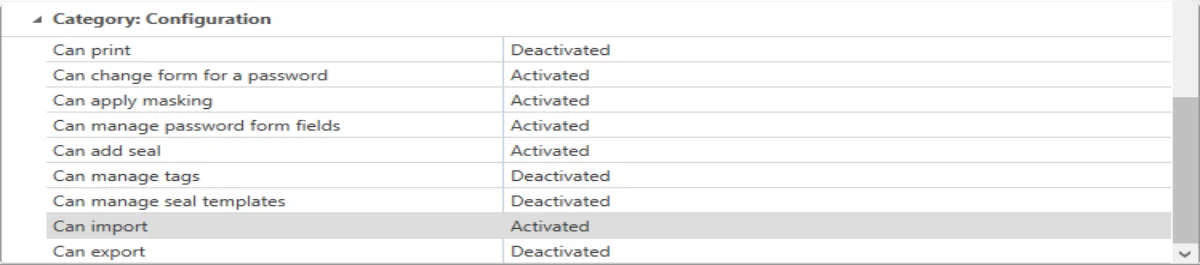 Category: Configuration
Can print Deactivated
Can change form for a password Activated
Can apply masking Activated
Can manage password form fields Activated
Can add seal Activated
Can manage tags Deactivated
Can manage seal templates Deactivated
Can import Activated
Can export Deactivated